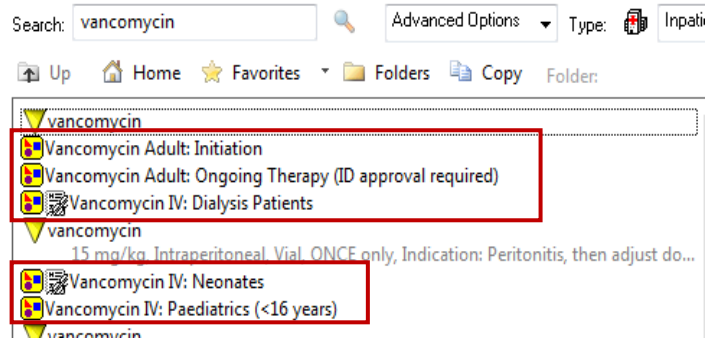 Search: vancomycin Advanced Options Type: Inpati
Up Home Favorites Folders Copy Folder:
vancomycin
Vancomycin Adult: Initiation
Vancomycin Adult: Ongoing Therapy (ID approval required)
Vancomycin IV: Dialysis Patients
vancomycin
15 mg/kg, Intraperitoneal, Vial, ONCE only, Indication: Peritonitis, then adjust do...
Vancomycin IV: Neonates
Vancomycin IV: Paediatrics (<16 years)
vancomycin